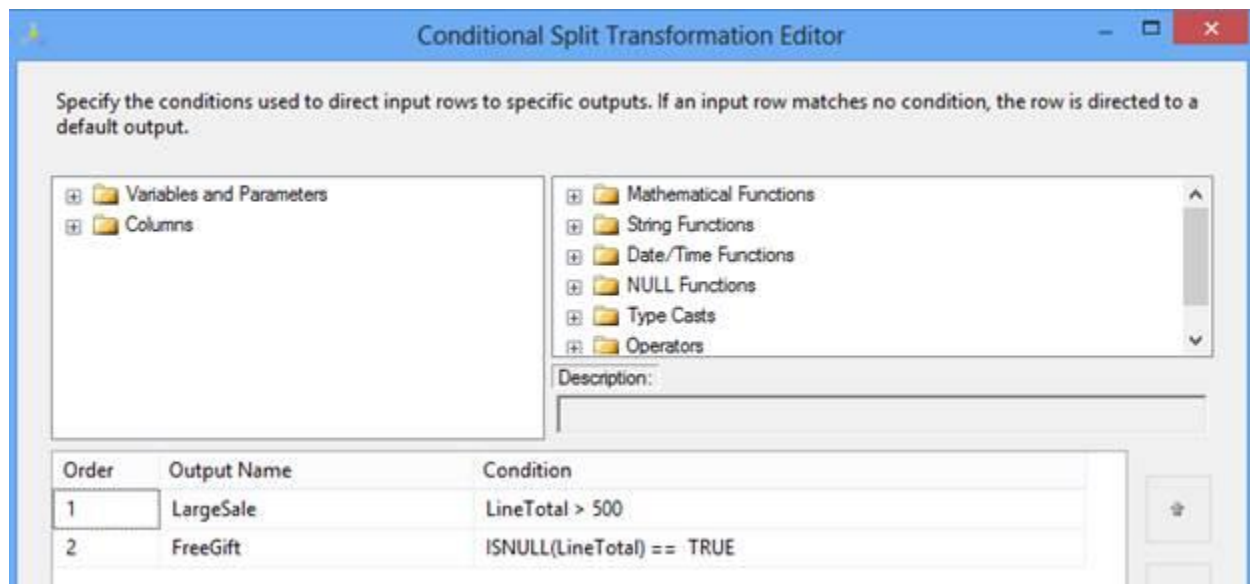 Conditional Split Transformation Editor
Specify the conditions used to direct input rows to specific outputs. If an input row matches no condition, the row is directed to a
default output.
Variables and Parameters
Columns
Mathematical Functions
String Functions
Date/Time Functions
NULL Functions
Type Casts
Operators
Description:
Order Output Name Condition
1 LargeSale LineTotal > 500
2 FreeGift ISNULL(LineTotal) == TRUE